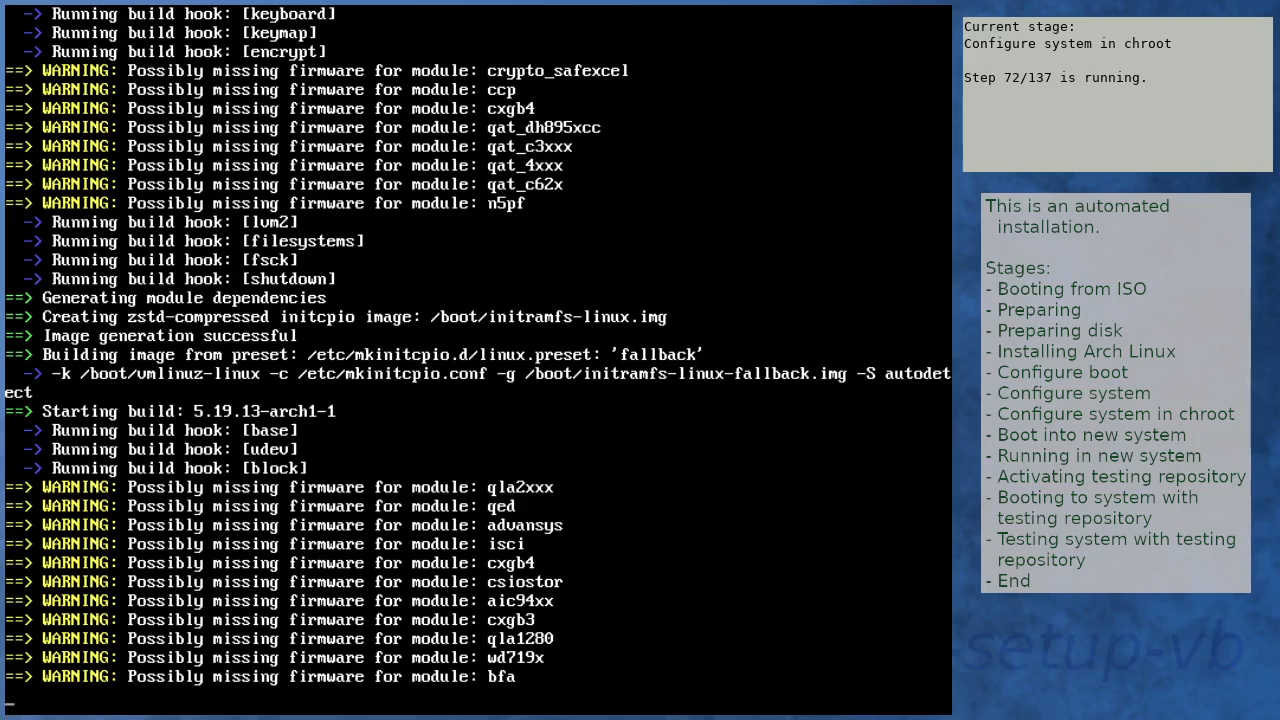 -> Running build hook: [keyboard]
-> Running build hook: [keymap]
-> Running build hook: [encrypt]
==> WARNING: Possibly missing firmware for module: crypto_safexcel
==> WARNING: Possibly missing firmware for module: ccp
==> WARNING: Possibly missing firmware for module: cxgb4
==> WARNING: Possibly missing firmware for module: qat_dh895xcc
==> WARNING: Possibly missing firmware for module: qat_c3xxx
==> WARNING: Possibly missing firmware for module: qat_4xxx
==> WARNING: Possibly missing firmware for module: qat_c62x
==> WARNING: Possibly missing firmware for module: n5pf
-> Running build hook: [lvm2]
-> Running build hook: [filesystems]
-> Running build hook: [fsck]
-> Running build hook: [shutdown]
==> Generating module dependencies
==> Creating zstd-compressed initcpio image: /boot/initramfs-linux.img
==> Image generation successful
==> Building image from preset: /etc/mkinitcpio.d/linux.preset: 'fallback'
-> -k /boot/vmlinuz-linux -c /etc/mkinitcpio.conf -g /boot/initramfs-linux-fallback.img -S autodet
ect
==> Starting build: 5.19.13-arch1-1
-> Running build hook: [base]
-> Running build hook: [udev]
-> Running build hook: [block]
==> WARNING: Possibly missing firmware for module: qla2xxx
==> WARNING: Possibly missing firmware for module: qed
==> WARNING: Possibly missing firmware for module: advansys
==> WARNING: Possibly missing firmware for module: isci
==> WARNING: Possibly missing firmware for module: cxgb4
==> WARNING: Possibly missing firmware for module: csiostor
==> WARNING: Possibly missing firmware for module: aic94xx
==> WARNING: Possibly missing firmware for module: cxgb3
==> WARNING: Possibly missing firmware for module: qla1280
==> WARNING: Possibly missing firmware for module: wd719x
==> WARNING: Possibly missing firmware for module: bfa
Current stage:
Configure system in chroot
Step 72/137 is running.
This is an automated
installation.
Stages:
- Booting from ISO
- Preparing
- Preparing disk
- Installing Arch Linux
- Configure boot
- Configure system
- Configure system in chroot
- Boot into new system
- Running in new system
- Activating testing repository
- Booting to system with
testing repository
- Testing system with testing
repository
- End
setup-vb